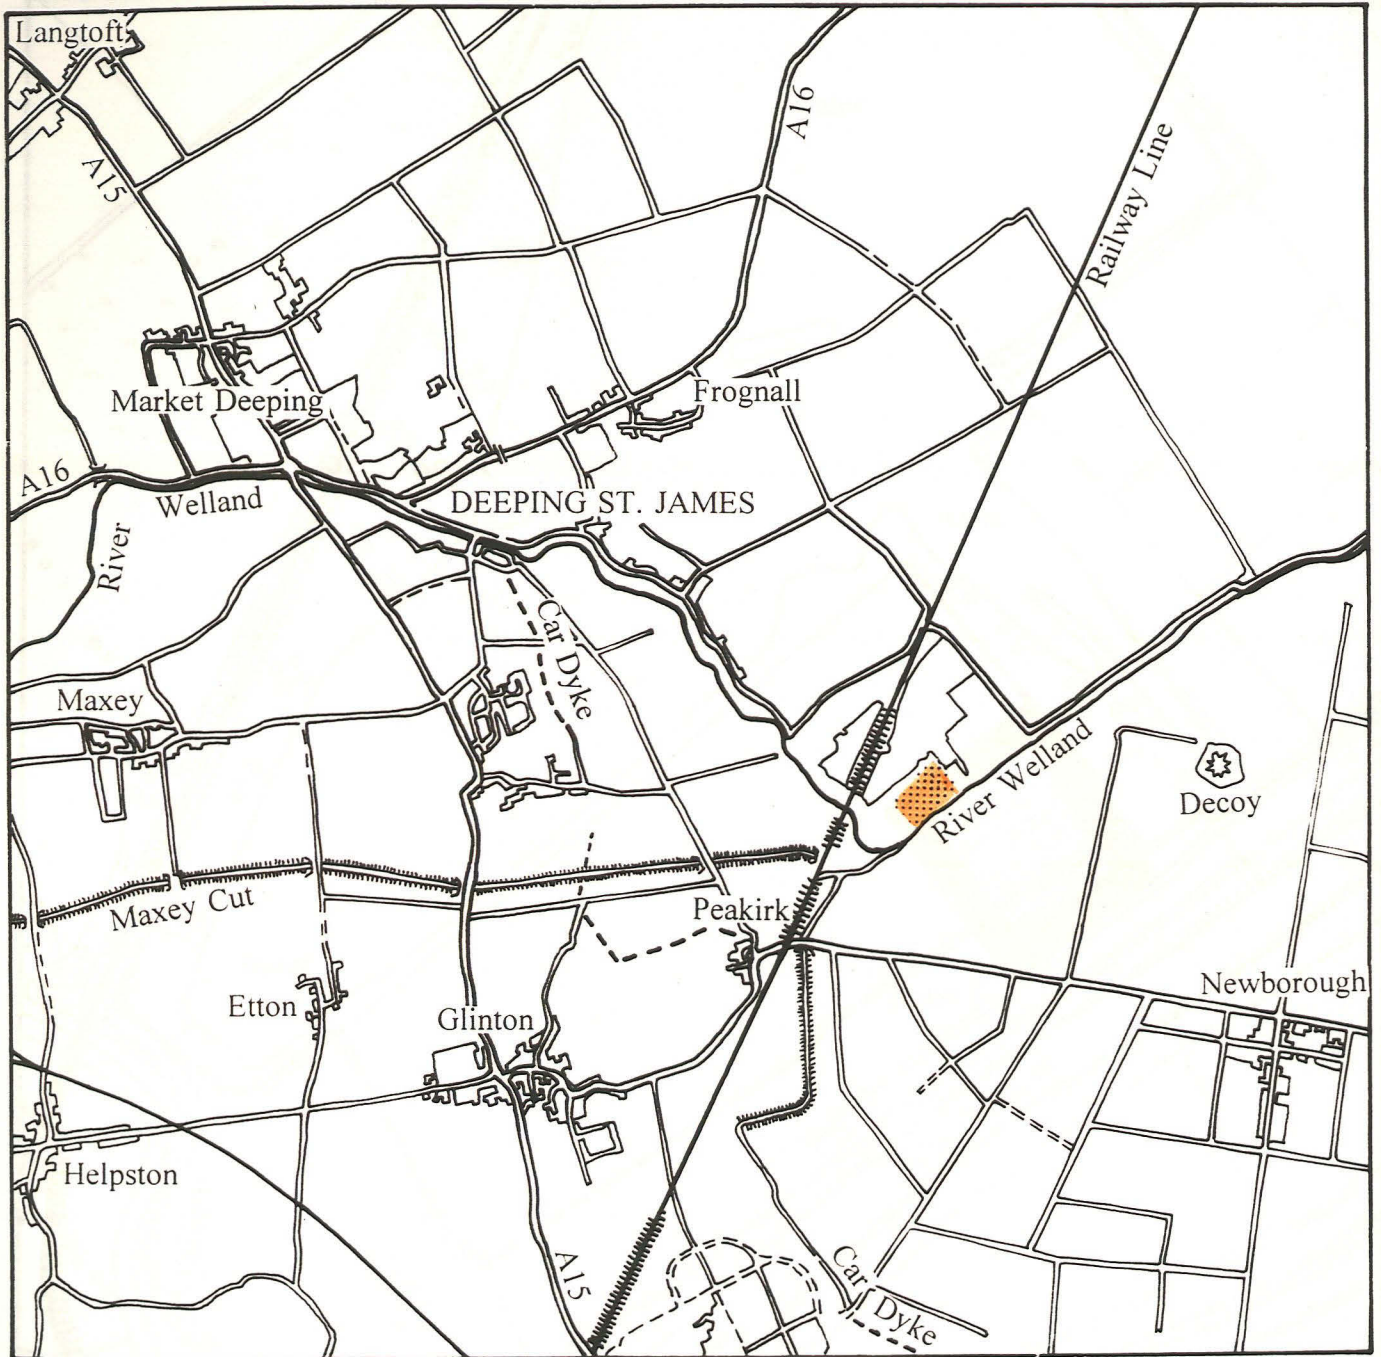 Langtoft
A15
A16
Railway Line
Market Deeping
Frognall
A16
Welland
River
DEEPING ST. JAMES
Car Dyke
Maxey
River Welland
Decoy
Maxey Cut
Peakirk
Newborough
Etton
Glinton
Helpston
A15
Car
Dyke